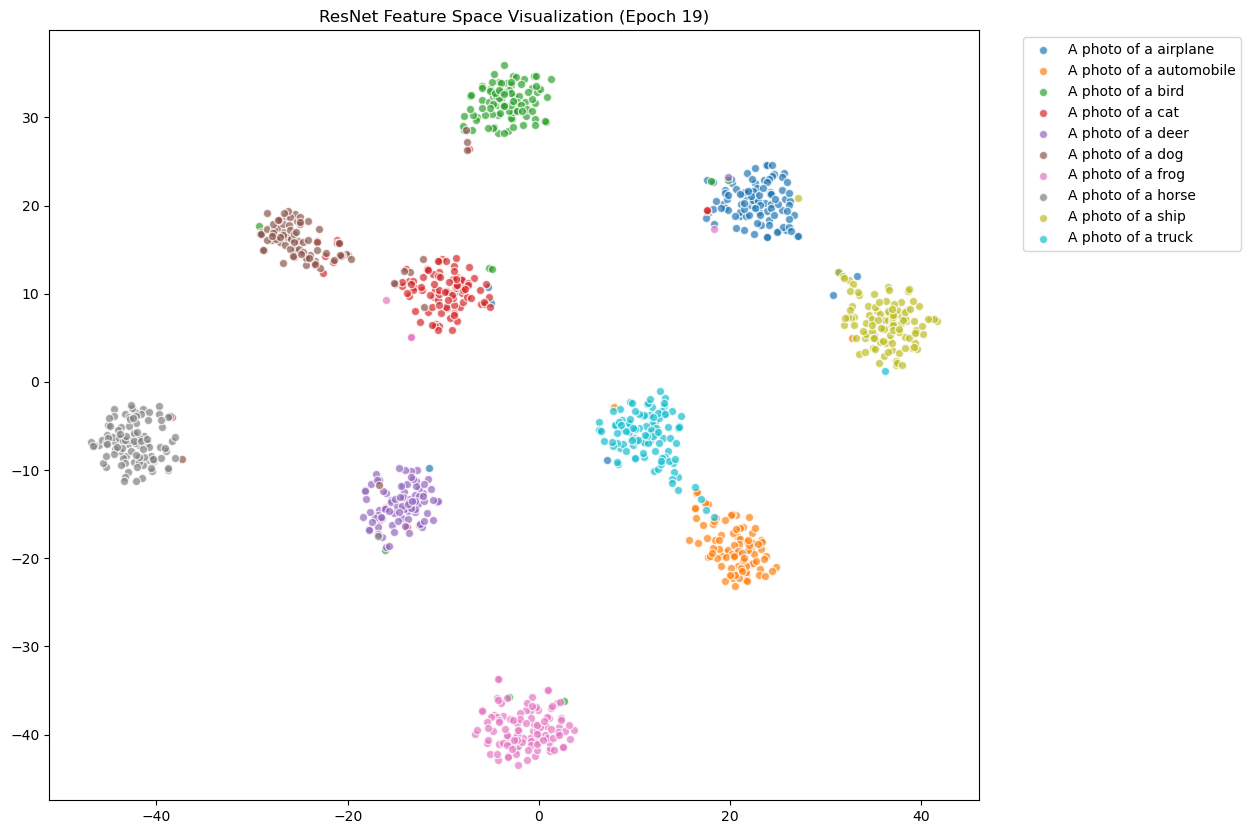 ResNet Feature Space Visualization (Epoch 19)
A photo of a airplane
A photo of a automobile
A photo of a bird
A photo of a cat
A photo of a deer
A photo of a dog
A photo of a frog
A photo of a horse
A photo of a ship
A photo of a truck
30
20
10
0
−10
−20
−30
−40
−40
−20
0
20
40